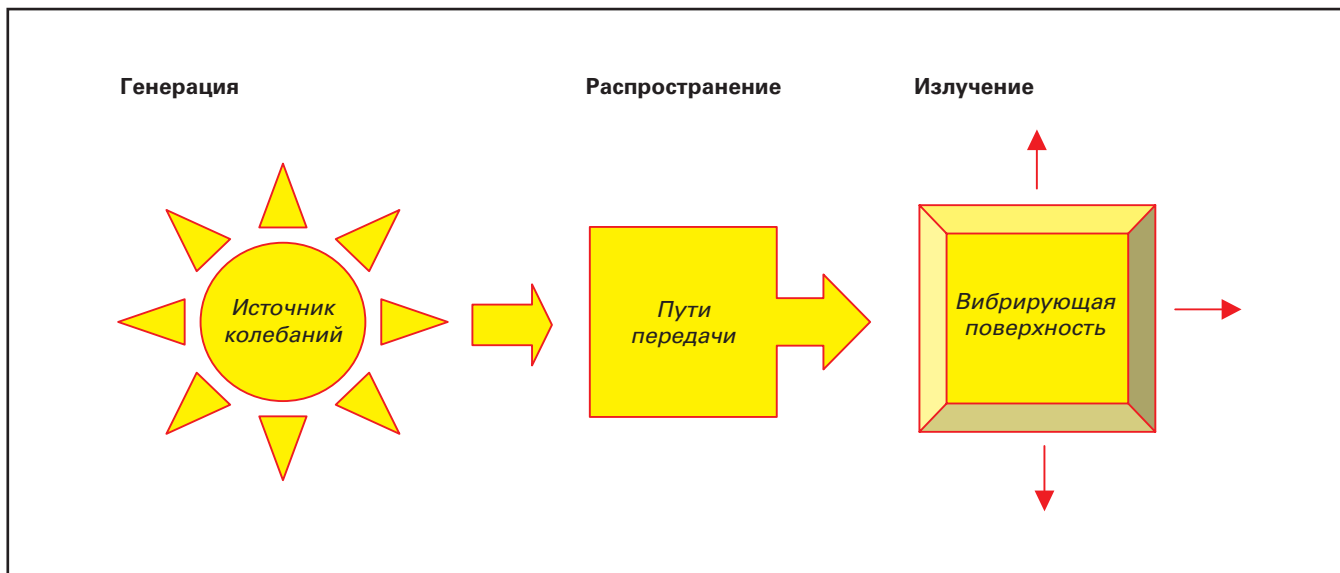 Генерация
Распространение
Излучение
Источник
колебаний
Пути
передачи
Вибрирующая
поверхность